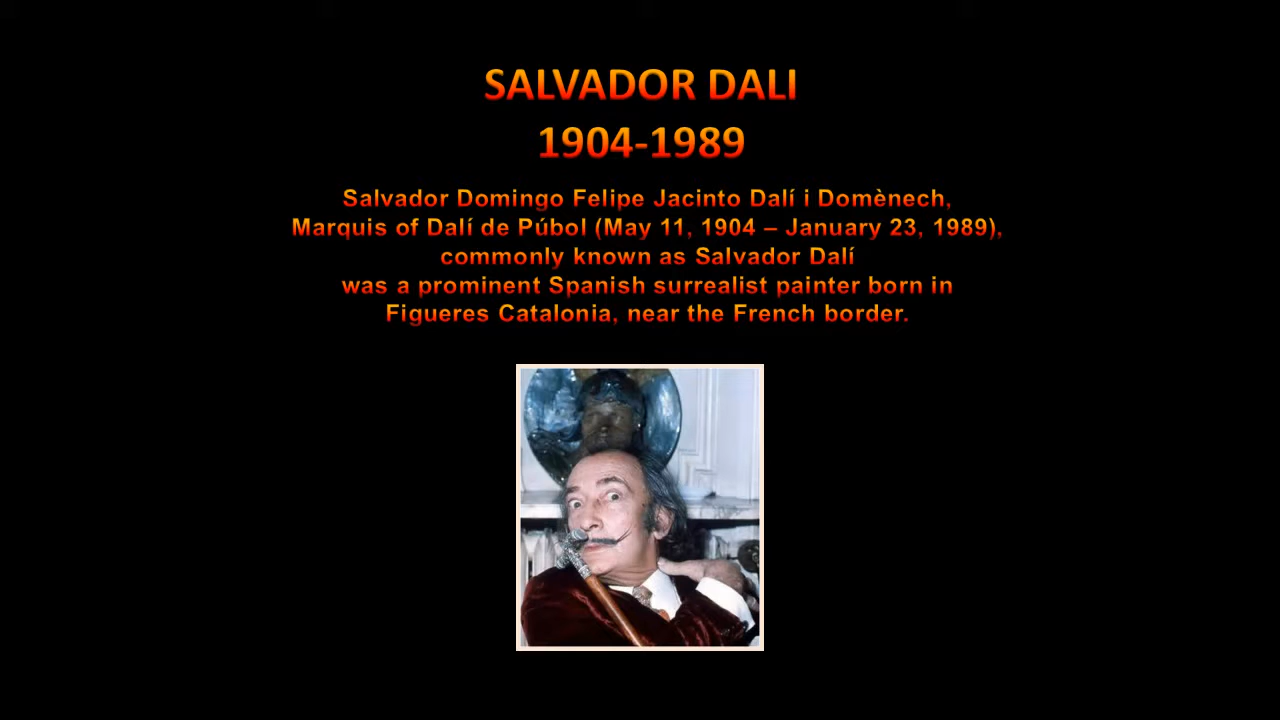 SALVADOR DALI
1904-1989
Salvador Domingo Felipe Jacinto Dalí i Domènech,
Marquis of Dalí de Púbol (May 11, 1904 – January 23, 1989),
commonly known as Salvador Dalí
was a prominent Spanish surrealist painter born in
Figueres Catalonia, near the French border.